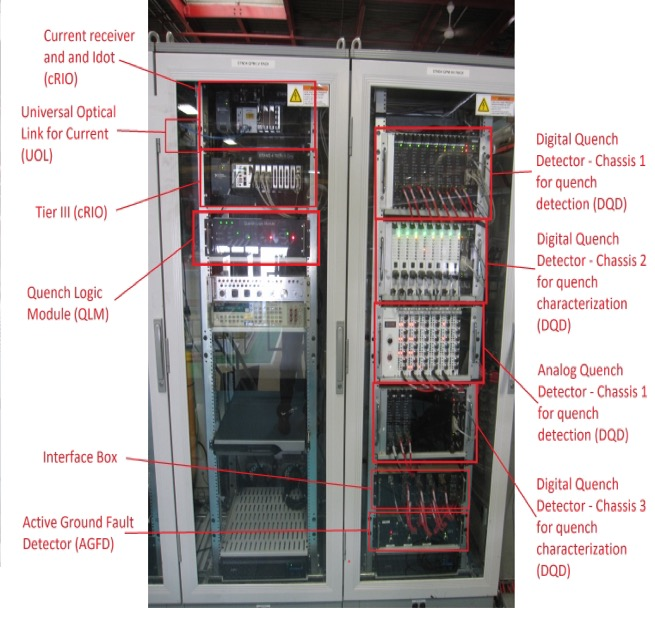 Current receiver
and and Idot
(cRIO)
Universal Optical
Link for Current
(UOL)
Tier III (cRIO)
Quench Logic
Module (QLM)
Interface Box
Active Ground Fault
Detector (AGFD)
Digital Quench
Detector - Chassis 1
for quench
detection (DQD)
Digital Quench
Detector - Chassis 2
for quench
characterization
(DQD)
Analog Quench
Detector - Chassis 1
for quench
detection (DQD)
Digital Quench
Detector - Chassis 3
for quench
characterization
(DQD)